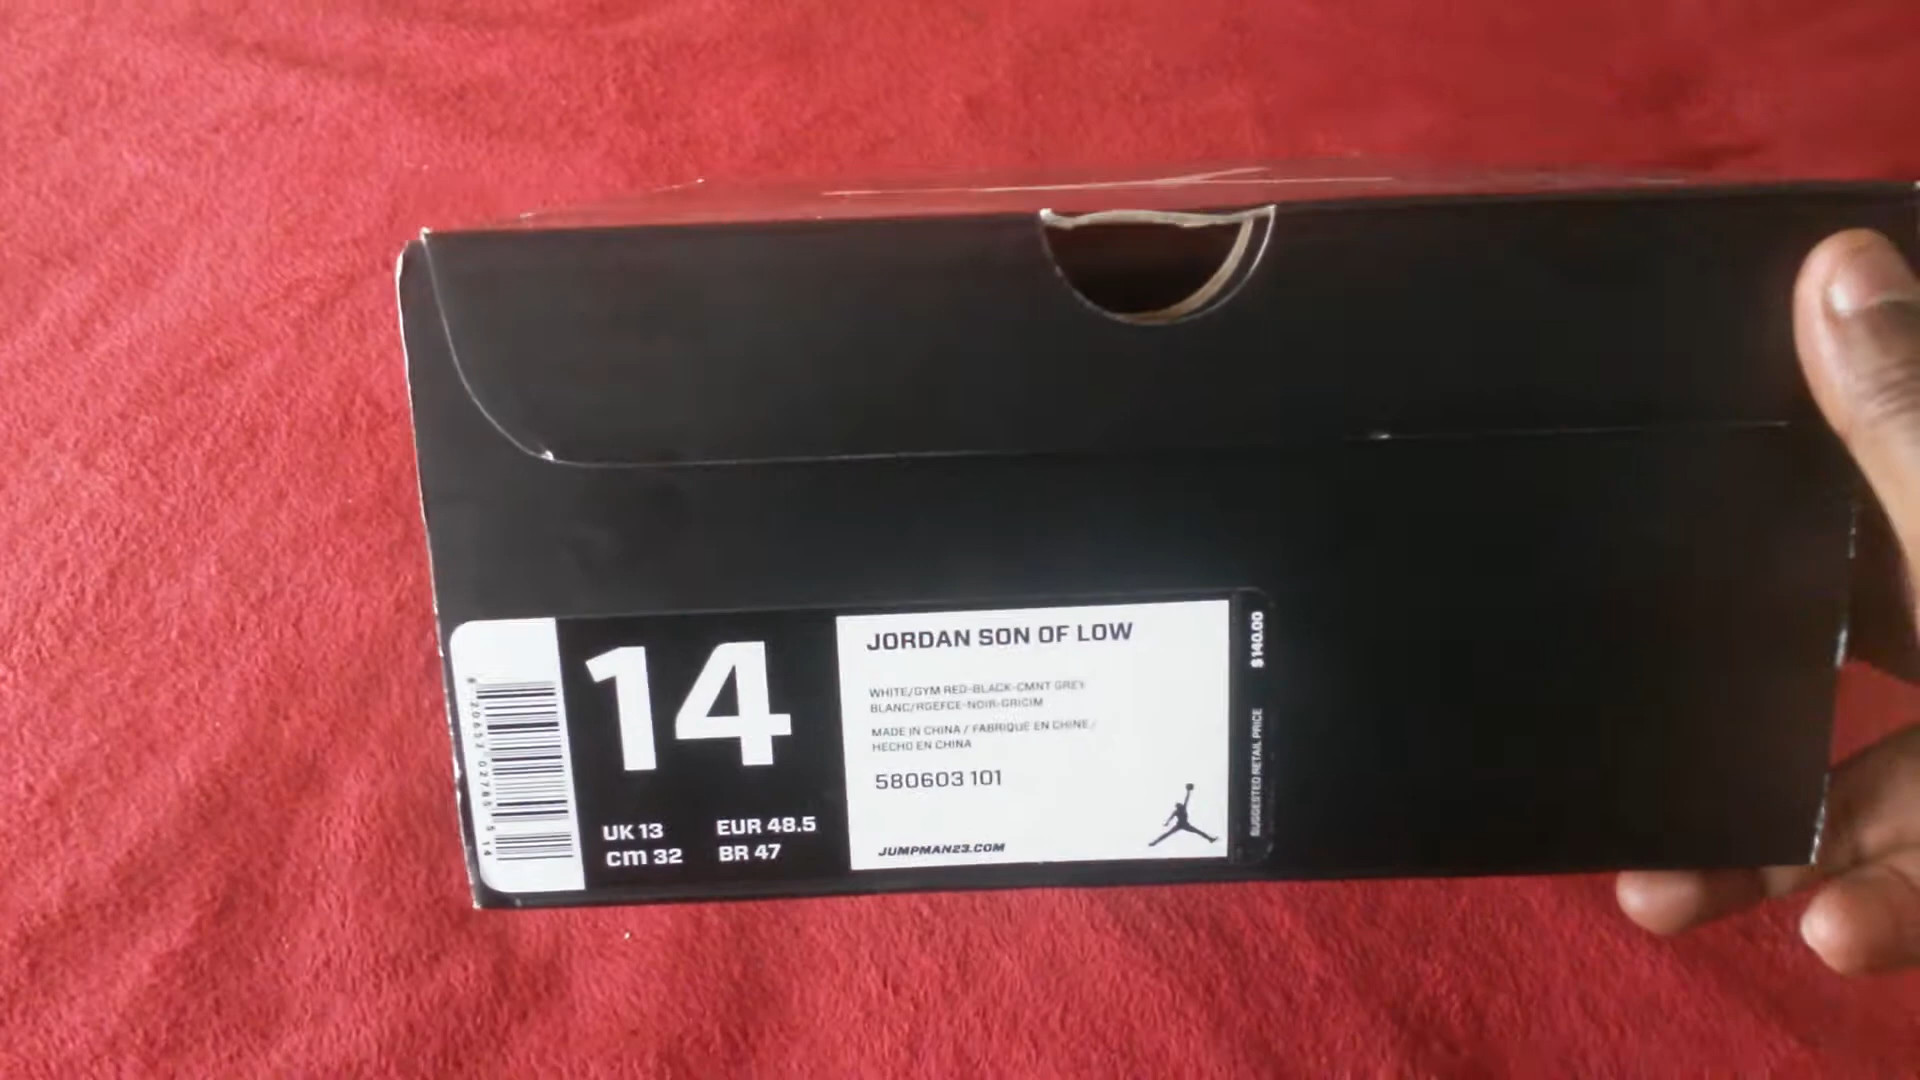 14
UK 13 EUR 48.5
cm 32 BR 47
JORDAN SON OF LOW
WHITE/GYM RED-BLACK-CMNT GREY
BLANC/RGEFCE-NOIR-GRICIM
MADE IN CHINA / FABRIQUE EN CHINE /
HECHO EN CHINA
580603 101
JUMPMAN23.COM
SUGGESTED RETAIL PRICE $140.00